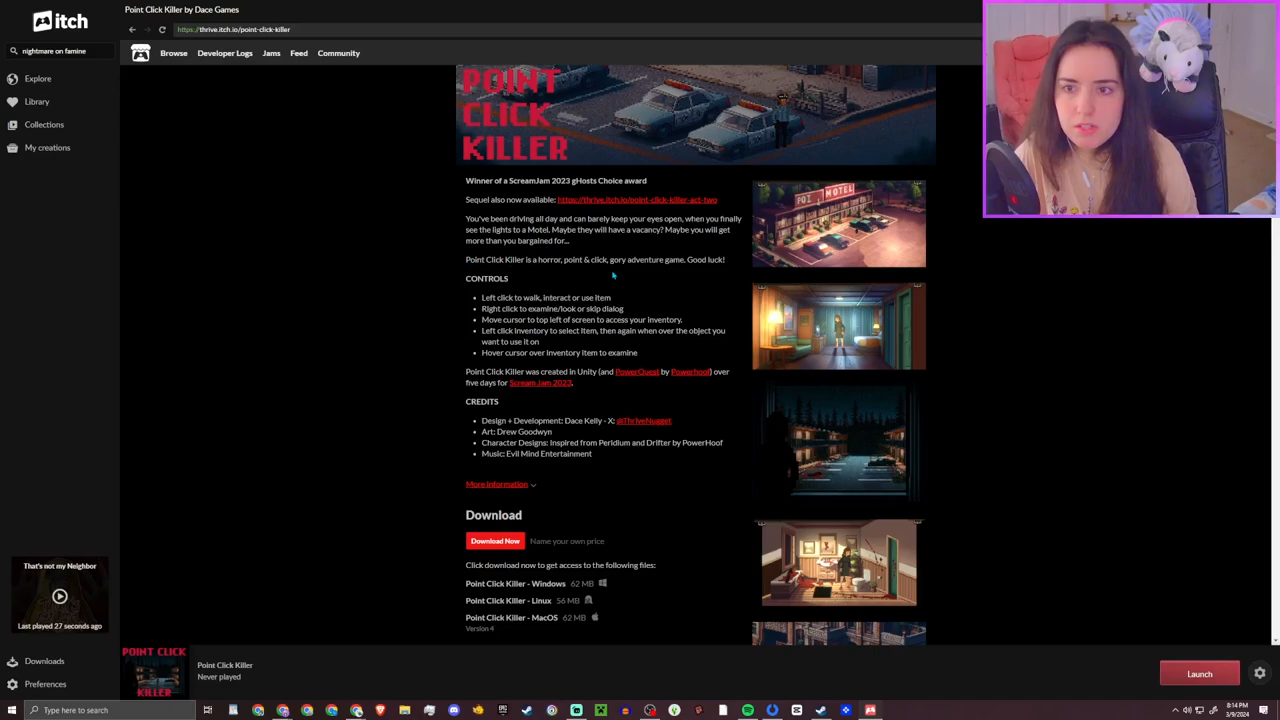 Point Click Killer by Dace Games
itch
https://thrive.itch.io/point-click-killer
nightmare on famine
Browse
Developer Logs
Jams
Feed
Community
Explore
Library
Collections
My creations
POINT
CLICK
KILLER
Winner of a ScreamJam 2023 gHosts Choice award
Sequel also now available: https://thrive.itch.io/point-click-killer-act-two
You've been driving all day and can barely keep your eyes open, when you finally
see the lights to a Motel. Maybe they will have a vacancy? Maybe you will get
more than you bargained for...
Point Click Killer is a horror, point & click, gory adventure game. Good luck!
CONTROLS
Left click to walk, interact or use item
Right click to examine/look or skip dialog
Move cursor to top left of screen to access your inventory.
Left click inventory to select item, then again when over the object you
want to use it on
Hover cursor over inventory item to examine
Point Click Killer was created in Unity (and PowerQuest by Powerhoof) over
five days for Scream Jam 2023.
CREDITS
Design + Development: Dace Kelly - X: @ThriveNugget
Art: Drew Goodwyn
Character Designs: Inspired from Peridium and Drifter by PowerHoof
Music: Evil Mind Entertainment
More information
Download
Download Now
Name your own price
Click download now to get access to the following files:
Point Click Killer - Windows 62 MB
Point Click Killer - Linux 56 MB
Point Click Killer - MacOS 62 MB
Version 4
POI MOTEL
That's not my Neighbor
Last played 27 seconds ago
Downloads
Preferences
POINT CLICK
KILLER
Point Click Killer
Never played
Launch
Type here to search
8:14 PM
3/9/2024